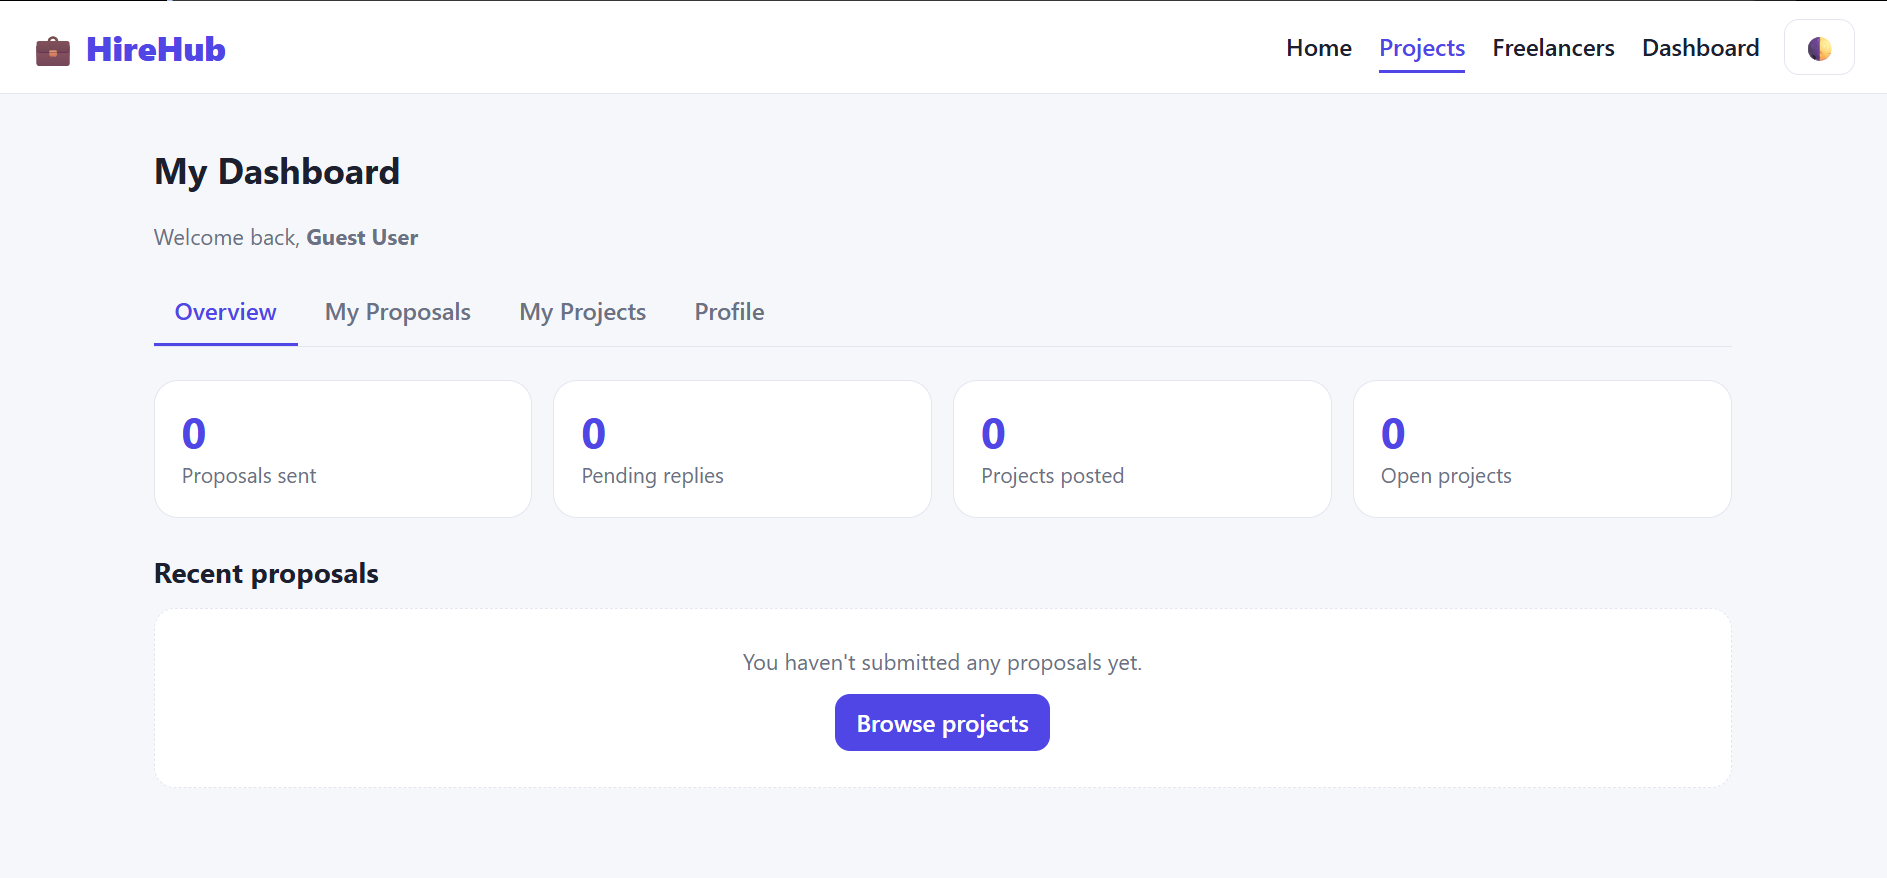 HireHub
Home Projects Freelancers Dashboard
My Dashboard
Welcome back, Guest User
Overview My Proposals My Projects Profile
0 0 0 0
Proposals sent Pending replies Projects posted Open projects
Recent proposals
You haven't submitted any proposals yet.
Browse projects